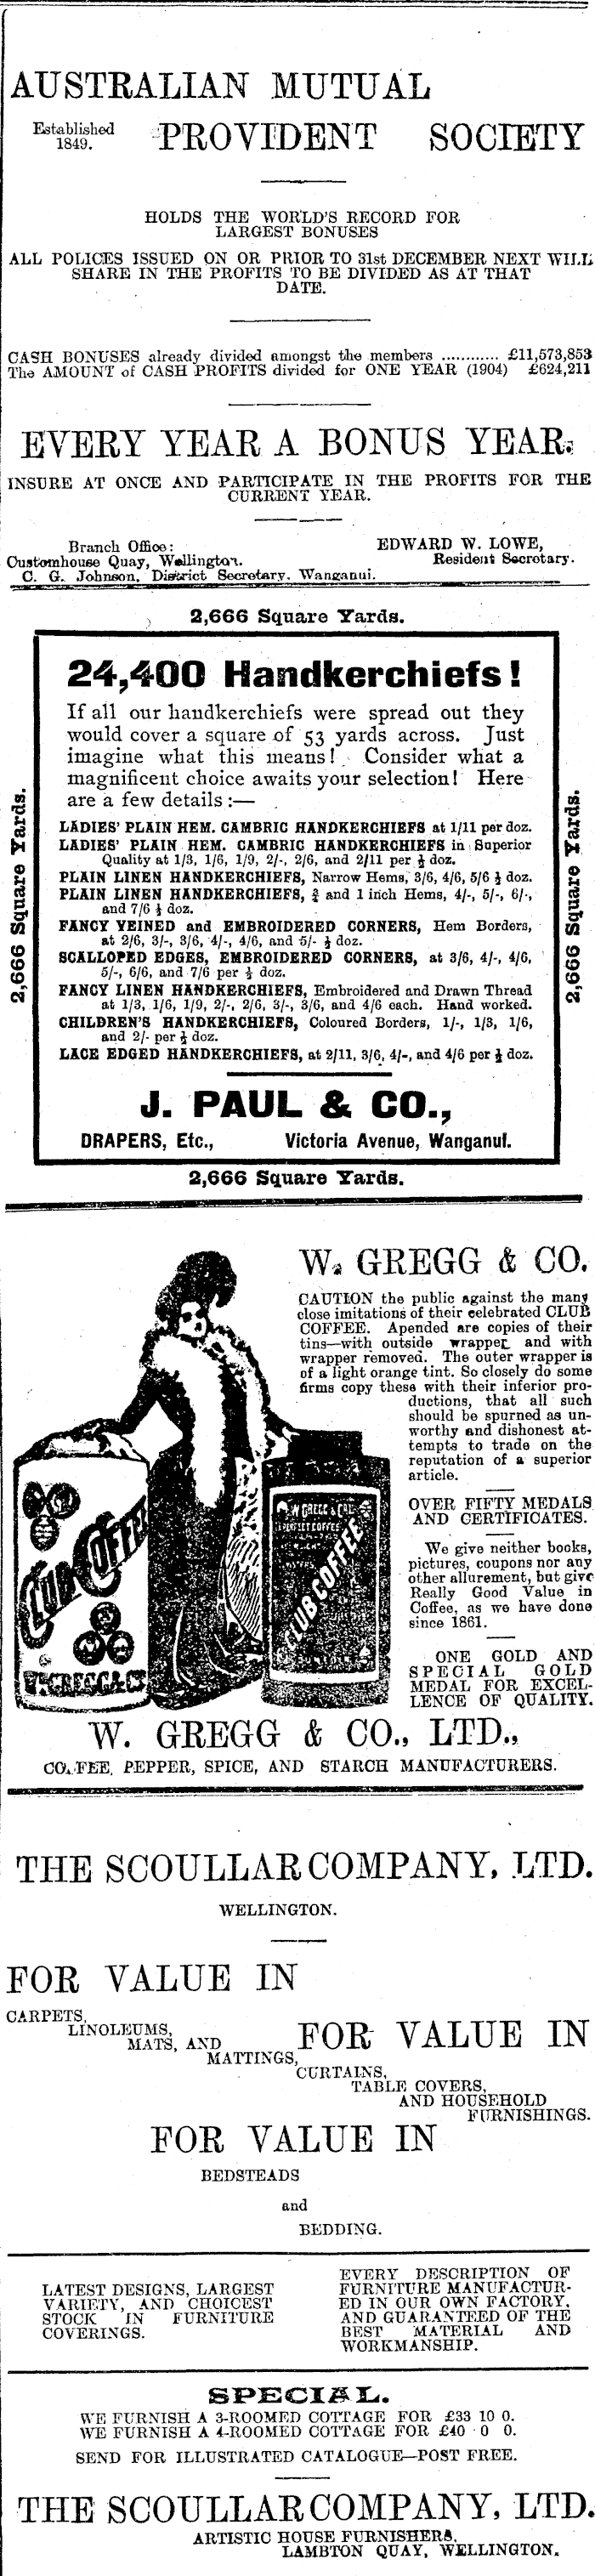 AUSTRALIAN MUTUAL
Established
1849.
PROVIDENT SOCIETY
HOLDS THE WORLD'S RECORD FOR
LARGEST BONUSES
ALL POLICES ISSUED ON OR PRIOR TO 31st DECEMBER NEXT WILL
SHARE IN THE PROFITS TO BE DIVIDED AS AT THAT
DATE.
CASH BONUSES already divided amongst the members ............ £11,573,853
The AMOUNT of CASH PROFITS divided for ONE YEAR (1904) £624,211
EVERY YEAR A BONUS YEAR.
INSURE AT ONCE AND PARTICIPATE IN THE PROFITS FOR THE
CURRENT YEAR.
Branch Office:
Customhouse Quay, Wellington.
EDWARD W. LOWE,
Resident Secretary.
C. G. Johnson, District Secretary, Wanganui.
2,666 Square Yards.
2,666 Square Yards.
24,400 Handkerchiefs!
If all our handkerchiefs were spread out they
would cover a square of 53 yards across. Just
imagine what this means! Consider what a
magnificent choice awaits your selection! Here
are a few details:—
LADIES' PLAIN HEM. CAMBRIC HANDKERCHIEFS at 1/11 per doz.
LADIES' PLAIN HEM. CAMBRIC HANDKERCHIEFS in Superior
Quality at 1/3, 1/6, 1/9, 2/-, 2/6, and 2/11 per ½ doz.
PLAIN LINEN HANDKERCHIEFS, Narrow Hems, 3/6, 4/6, 5/6 ½ doz.
PLAIN LINEN HANDKERCHIEFS, and 1 inch Hems, 4/-, 5/-, 6/-,
and 7/6 ½ doz.
FANCY VEINED and EMBROIDERED CORNERS, Hem Borders,
at 2/6, 3/-, 3/6, 4/-, 4/6, and 5/- ½ doz.
SCALLOPED EDGES, EMBROIDERED CORNERS, at 3/6, 4/-, 4/6,
5/-, 6/6, and 7/6 per ½ doz.
FANCY LINEN HANDKERCHIEFS, Embroidered and Drawn Thread
at 1/3, 1/6, 1/9, 2/-, 2/6, 3/-, 3/6, and 4/6 each. Hand worked.
CHILDREN'S HANDKERCHIEFS, Coloured Borders, 1/-, 1/3, 1/6,
and 2/- per ½ doz.
LACE EDGED HANDKERCHIEFS, at 2/11, 3/6, 4/-, and 4/6 per ½ doz.
J. PAUL & CO.,
DRAPERS, Etc., Victoria Avenue, Wanganui.
2,666 Square Yards.
2,666 Square Yards.
W. GREGG & CO.
CAUTION the public against the many
close imitations of their celebrated CLUB
COFFEE. Apended are copies of their
tins—with outside wrapper and with
wrapper removed. The outer wrapper is
of a light orange tint. So closely do some
firms copy these with their inferior pro-
ductions, that all such
should be spurned as un-
worthy and dishonest at-
tempts to trade on the
reputation of a superior
article.
OVER FIFTY MEDALS
AND CERTIFICATES.
We give neither books,
pictures, coupons nor any
other allurement, but give
Really Good Value in
Coffee, as we have done
since 1861.
ONE GOLD AND
SPECIAL GOLD
MEDAL FOR EXCEL-
LENCE OF QUALITY.
CLUB COFFEE
W. GREGG & CO
CLUB COFFEE
W. GREGG & CO., LTD.,
COFFEE, PEPPER, SPICE, AND STARCH MANUFACTURERS.
THE SCOULLAR COMPANY, LTD.
WELLINGTON.
FOR VALUE IN
CARPETS,
LINOLEUMS,
MATS, AND
MATTINGS,
FOR VALUE IN
CURTAINS,
TABLE COVERS,
AND HOUSEHOLD
FURNISHINGS.
FOR VALUE IN
BEDSTEADS
and
BEDDING.
LATEST DESIGNS, LARGEST
VARIETY, AND CHOICEST
STOCK IN FURNITURE
COVERINGS.
EVERY DESCRIPTION OF
FURNITURE MANUFACTUR-
ED IN OUR OWN FACTORY,
AND GUARANTEED OF THE
BEST MATERIAL AND
WORKMANSHIP.
SPECIAL.
WE FURNISH A 3-ROOMED COTTAGE FOR £33 10 0.
WE FURNISH A 4-ROOMED COTTAGE FOR £40 0 0.
SEND FOR ILLUSTRATED CATALOGUE—POST FREE.
THE SCOULLAR COMPANY, LTD.
ARTISTIC HOUSE FURNISHERS,
LAMBTON QUAY, WELLINGTON.